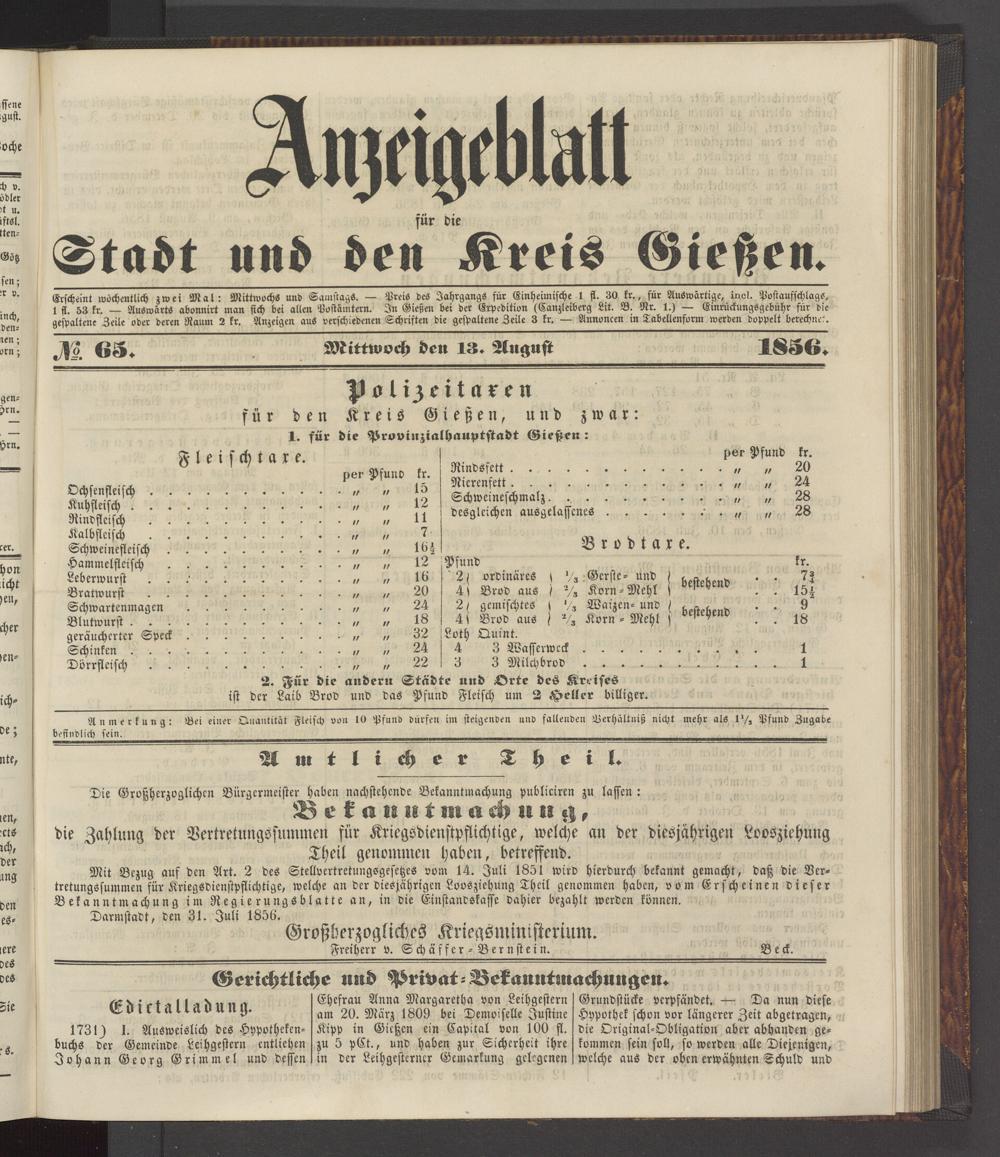 Anzeigeblatt
für die
Stadt und den Kreis Gießen.
Erscheint wöchentlich zwei Mal: Mittwochs und Samstags. — Preis des Jahrgangs für Einheimische 1 fl. 30 kr., für Auswärtige, incl. Postaufschlags,
1 fl. 53 kr. — Auswärts abonnirt man sich bei allen Postämtern. In Gießen bei der Expedition (Canzleiberg Lit. B. Nr. 1.) — Einrückungsgebühr für die
gespaltene Zeile oder deren Raum 2 kr. Anzeigen aus verschiedenen Schriften die gespaltene Zeile 3 kr. — Annoncen in Tabellenform werden doppelt berechnet.
No. 65. Mittwoch den 13. August 1856.
Polizeitaxen
für den Kreis Gießen, und zwar:
1. für die Provinzialhauptstadt Gießen:
Fleischtaxe.
per Pfund kr.
Ochsenfleisch . . . . . . . . . . „ „ 15
Kuhfleisch . . . . . . . . . . „ „ 12
Rindfleisch . . . . . . . . . . „ „ 11
Kalbfleisch . . . . . . . . . . „ „ 7
Schweinefleisch . . . . . . . . . . „ „ 16½
Hammelfleisch . . . . . . . . . . „ „ 12
Leberwurst . . . . . . . . . . „ „ 16
Bratwurst . . . . . . . . . . „ „ 20
Schwartenmagen . . . . . . . . . . „ „ 24
Blutwurst . . . . . . . . . . „ „ 18
geräucherter Speck . . . . . . . . . . „ „ 32
Schinken . . . . . . . . . . „ „ 24
Dörrfleisch . . . . . . . . . . „ „ 22
per Pfund kr.
Rindsfett . . . . . . . . . . „ „ 20
Nierenfett . . . . . . . . . . „ „ 24
Schweineschmalz . . . . . . . . . . „ „ 28
desgleichen ausgelassenes . . . . . . „ „ 28
Brodtaxe.
Pfund kr.
2) ordinäres ( ⅓ Gerste- und ) bestehend . . 7¾
4) Brod aus ( ⅔ Korn-Mehl ) . . 15½
2) gemischtes ( ⅓ Waizen- und ) bestehend . . 9
4) Brod aus ( ⅔ Korn-Mehl ) . . 18
Loth Quint.
4 3 Wasserweck . . . . . . . . . . 1
3 3 Milchbrod . . . . . . . . . . 1
2. Für die andern Städte und Orte des Kreises
ist der Laib Brod und das Pfund Fleisch um 2 Heller billiger.
Anmerkung: Bei einer Quantität Fleisch von 10 Pfund dürfen im steigenden und fallenden Verhältniß nicht mehr als 1½ Pfund Zugabe
befindlich sein.
Amtlicher Theil.
Die Großherzoglichen Bürgermeister haben nachstehende Bekanntmachung publiciren zu lassen:
Bekanntmachung,
die Zahlung der Vertretungssummen für Kriegsdienstpflichtige, welche an der diesjährigen Loosziehung
Theil genommen haben, betreffend.
Mit Bezug auf den Art. 2 des Stellvertretungsgesetzes vom 14. Juli 1851 wird hierdurch bekannt gemacht, daß die Ver-
tretungssummen für Kriegsdienstpflichtige, welche an der diesjährigen Loosziehung Theil genommen haben, vom Erscheinen dieser
Bekanntmachung im Regierungsblatte an, in die Einstandskasse dahier bezahlt werden können.
Darmstadt, den 31. Juli 1856.
Großherzogliches Kriegsministerium.
Freiherr v. Schäffer-Bernstein. Beck.
Gerichtliche und Privat-Bekanntmachungen.
Edictalladung.
1731) I. Ausweislich des Hypotheken-
buchs der Gemeinde Leihgestern entliehen
Johann Georg Grimmel und dessen
Ehefrau Anna Margaretha von Leihgestern
am 20. März 1809 bei Demoiselle Justine
Kipp in Gießen ein Capital von 100 fl.
zu 5 pCt., und haben zur Sicherheit ihre
in der Leihgesterner Gemarkung gelegenen
Grundstücke verpfändet. — Da nun diese
Hypothek schon vor längerer Zeit abgetragen,
die Original-Obligation aber abhanden ge-
kommen sein soll, so werden alle Diejenigen,
welche aus der oben erwähnten Schuld und